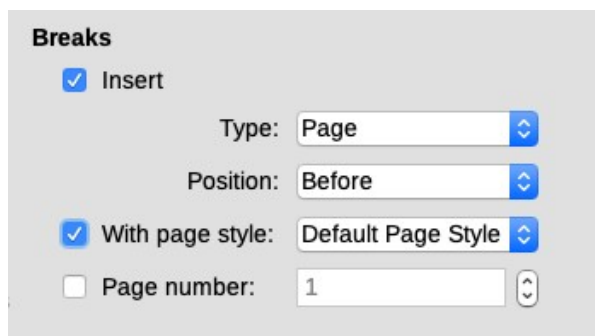 Breaks
Insert
Type: Page
Position: Before
With page style: Default Page Style
Page number: 1